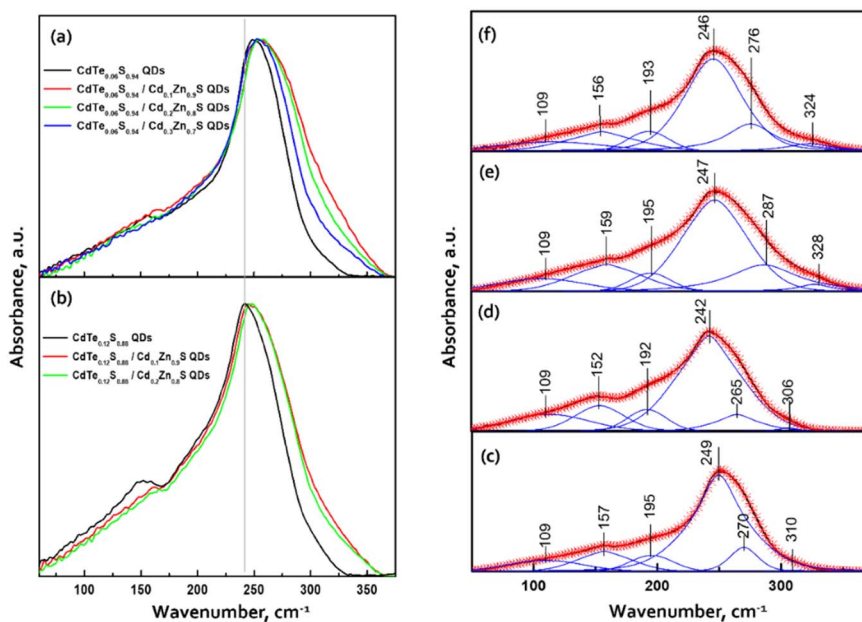 (a)
CdTe₀.₀₆S₀.₉₄ QDs
CdTe₀.₀₆S₀.₉₄ / Cd₀.₁Zn₀.₉S QDs
CdTe₀.₀₆S₀.₉₄ / Cd₀.₂Zn₀.₈S QDs
CdTe₀.₀₆S₀.₉₄ / Cd₀.₃Zn₀.₇S QDs
(b)
CdTe₀.₁₂S₀.₈₈ QDs
CdTe₀.₁₂S₀.₈₈ / Cd₀.₁Zn₀.₉S QDs
CdTe₀.₁₂S₀.₈₈ / Cd₀.₂Zn₀.₈S QDs
Absorbance, a.u.
100 150 200 250 300 350
Wavenumber, cm⁻¹
(f)
109 156 193 246 276 324
(e)
109 159 195 247 287 328
(d)
109 152 192 242 265 306
(c)
109 157 195 249 270 310
Absorbance, a.u.
100 200 300
Wavenumber, cm⁻¹